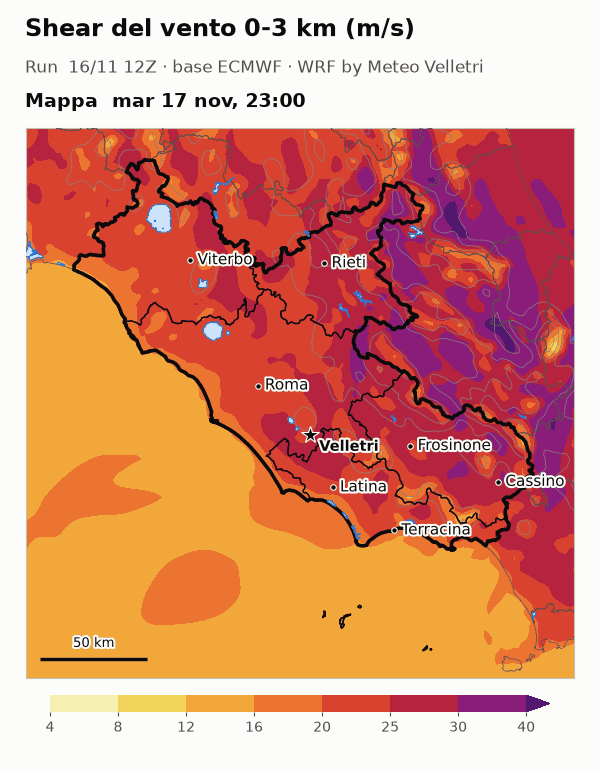 Shear del vento 0-3 km (m/s)
Run  16/11 12Z · base ECMWF · WRF by Meteo Velletri
Mappa  mar 17 nov, 23:00
Viterbo
Rieti
Roma
Velletri
Frosinone
Cassino
Latina
Terracina
50 km
4 8 12 16 20 25 30 40